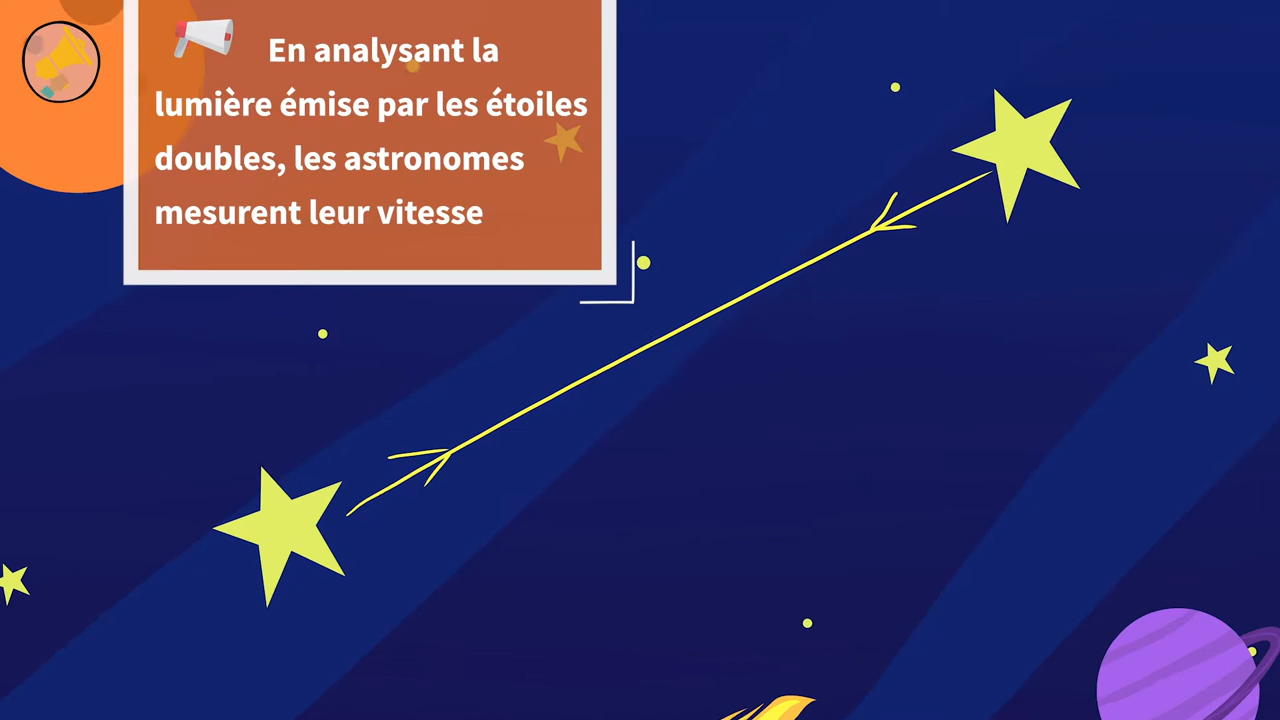 En analysant la
lumière émise par les étoiles
doubles, les astronomes
mesurent leur vitesse